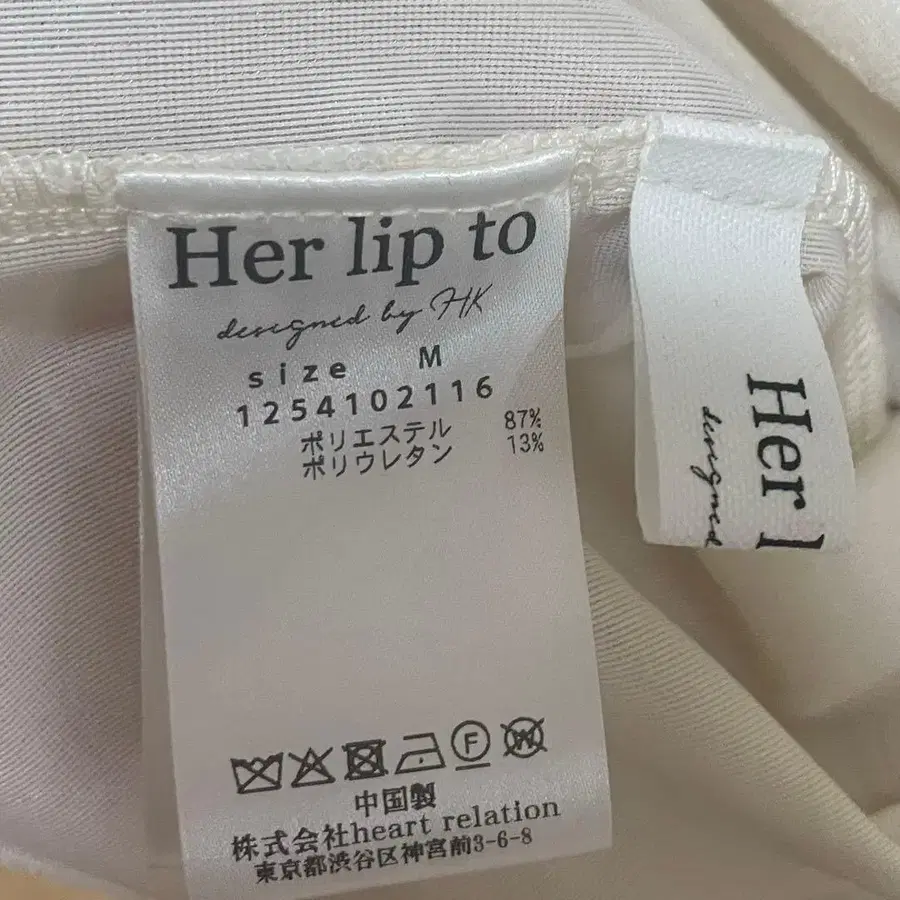 Her lip to
designed by HK
size M
1254102116
ポリエステル 87%
ポリウレタン 13%
F
W
中国製
株式会社heart relation
東京都渋谷区神宮前3-6-8
Her l
designed